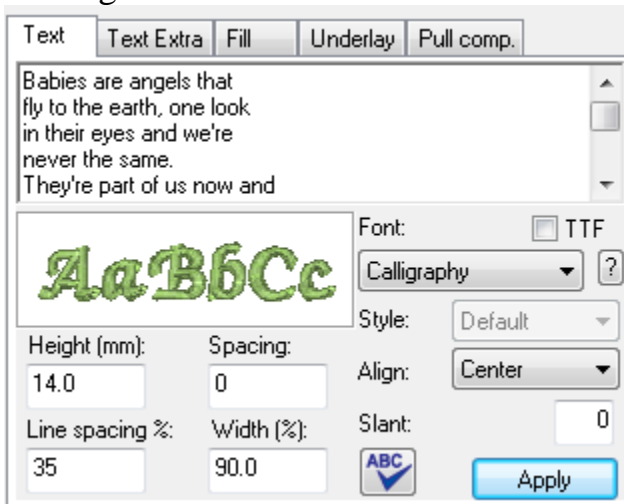 Text Text Extra Fill Underlay Pull comp.
Babies are angels that
fly to the earth, one look
in their eyes and we're
never the same.
They're part of us now and
AaBbCc
Font: TTF
Calligraphy ?
Style: Default
Height (mm): Spacing:
14.0 0
Align: Center
Line spacing %: Width (%):
35 90.0
Slant: 0
ABC
Apply